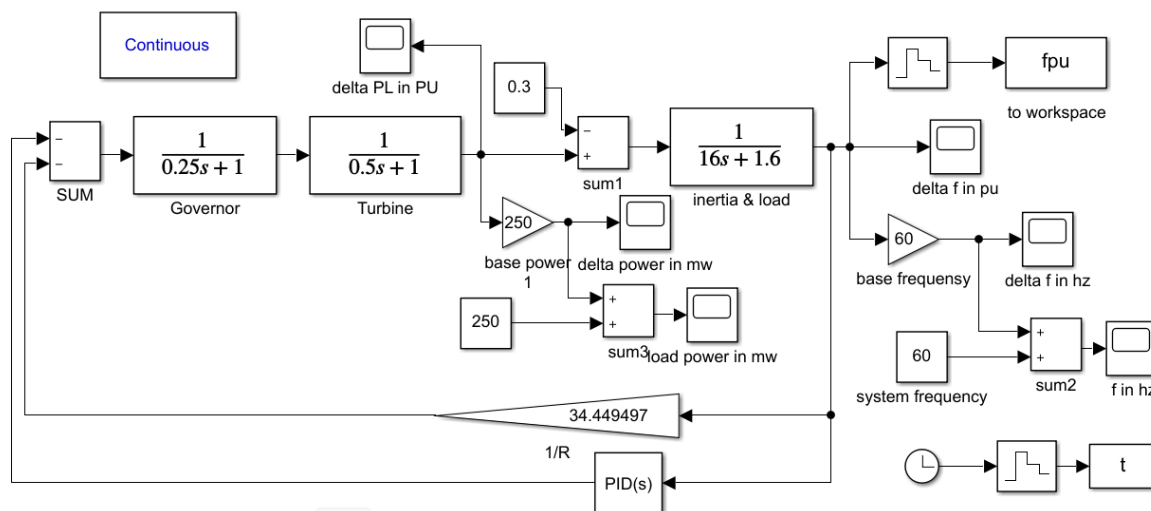 Continuous
delta PL in PU
0.3
fpu
to workspace
−
−
SUM
1
0.25s + 1
Governor
1
0.5s + 1
Turbine
−
+
sum1
1
16s + 1.6
inertia & load
delta f in pu
250
base power
1
delta power in mw
60
base frequensy
delta f in hz
250
+
+
sum3
load power in mw
60
system frequency
+
+
sum2
f in hz
34.449497
1/R
PID(s)
t